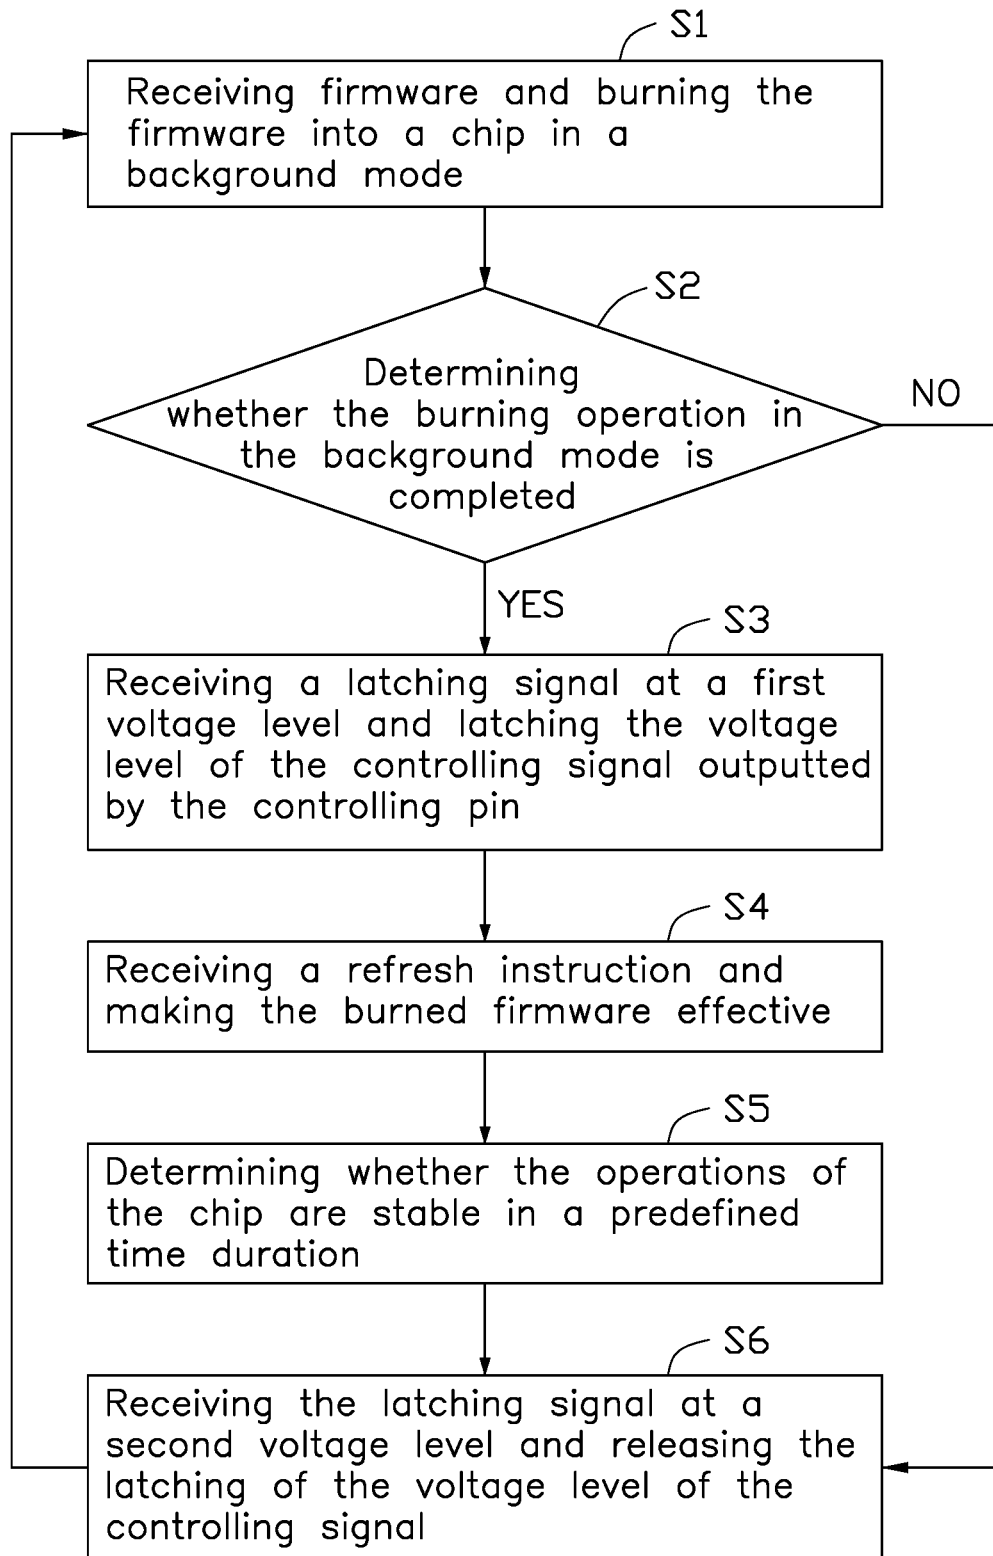 S1
Receiving firmware and burning the
firmware into a chip in a
background mode
S2
Determining
whether the burning operation in
the background mode is
completed
NO
YES
S3
Receiving a latching signal at a first
voltage level and latching the voltage
level of the controlling signal outputted
by the controlling pin
S4
Receiving a refresh instruction and
making the burned firmware effective
S5
Determining whether the operations of
the chip are stable in a predefined
time duration
S6
Receiving the latching signal at a
second voltage level and releasing the
latching of the voltage level of the
controlling signal